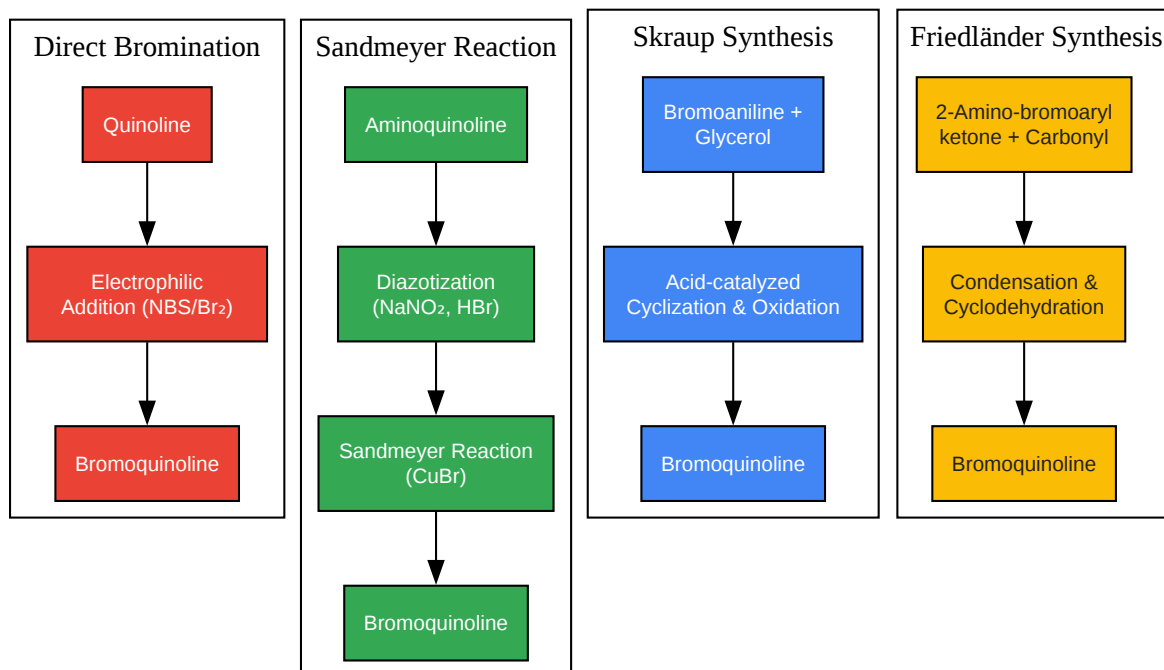 Direct Bromination
Quinoline
Electrophilic
Addition (NBS/Br₂)
Bromoquinoline
Sandmeyer Reaction
Aminoquinoline
Diazotization
(NaNO₂, HBr)
Sandmeyer Reaction
(CuBr)
Bromoquinoline
Skraup Synthesis
Bromoaniline +
Glycerol
Acid-catalyzed
Cyclization & Oxidation
Bromoquinoline
Friedländer Synthesis
2-Amino-bromoaryl
ketone + Carbonyl
Condensation &
Cyclodehydration
Bromoquinoline